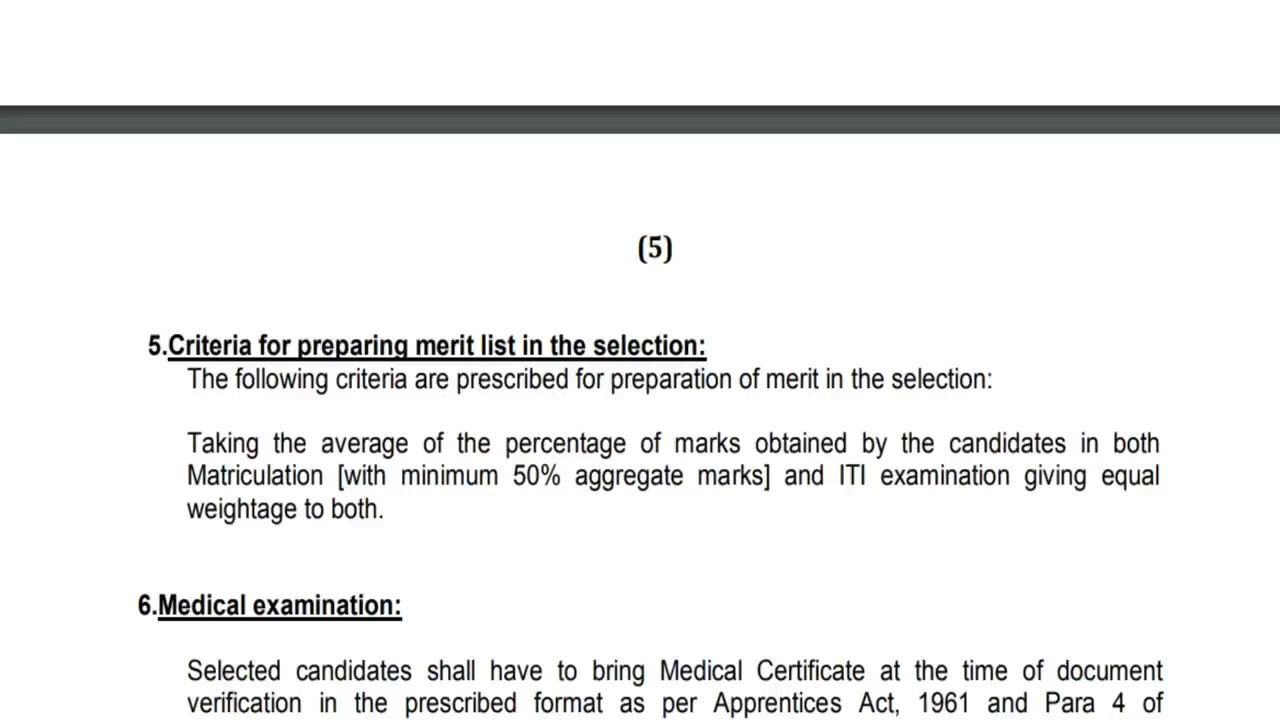 (5)
5.Criteria for preparing merit list in the selection:
The following criteria are prescribed for preparation of merit in the selection:
Taking the average of the percentage of marks obtained by the candidates in both
Matriculation [with minimum 50% aggregate marks] and ITI examination giving equal
weightage to both.
6.Medical examination:
Selected candidates shall have to bring Medical Certificate at the time of document
verification in the prescribed format as per Apprentices Act, 1961 and Para 4 of